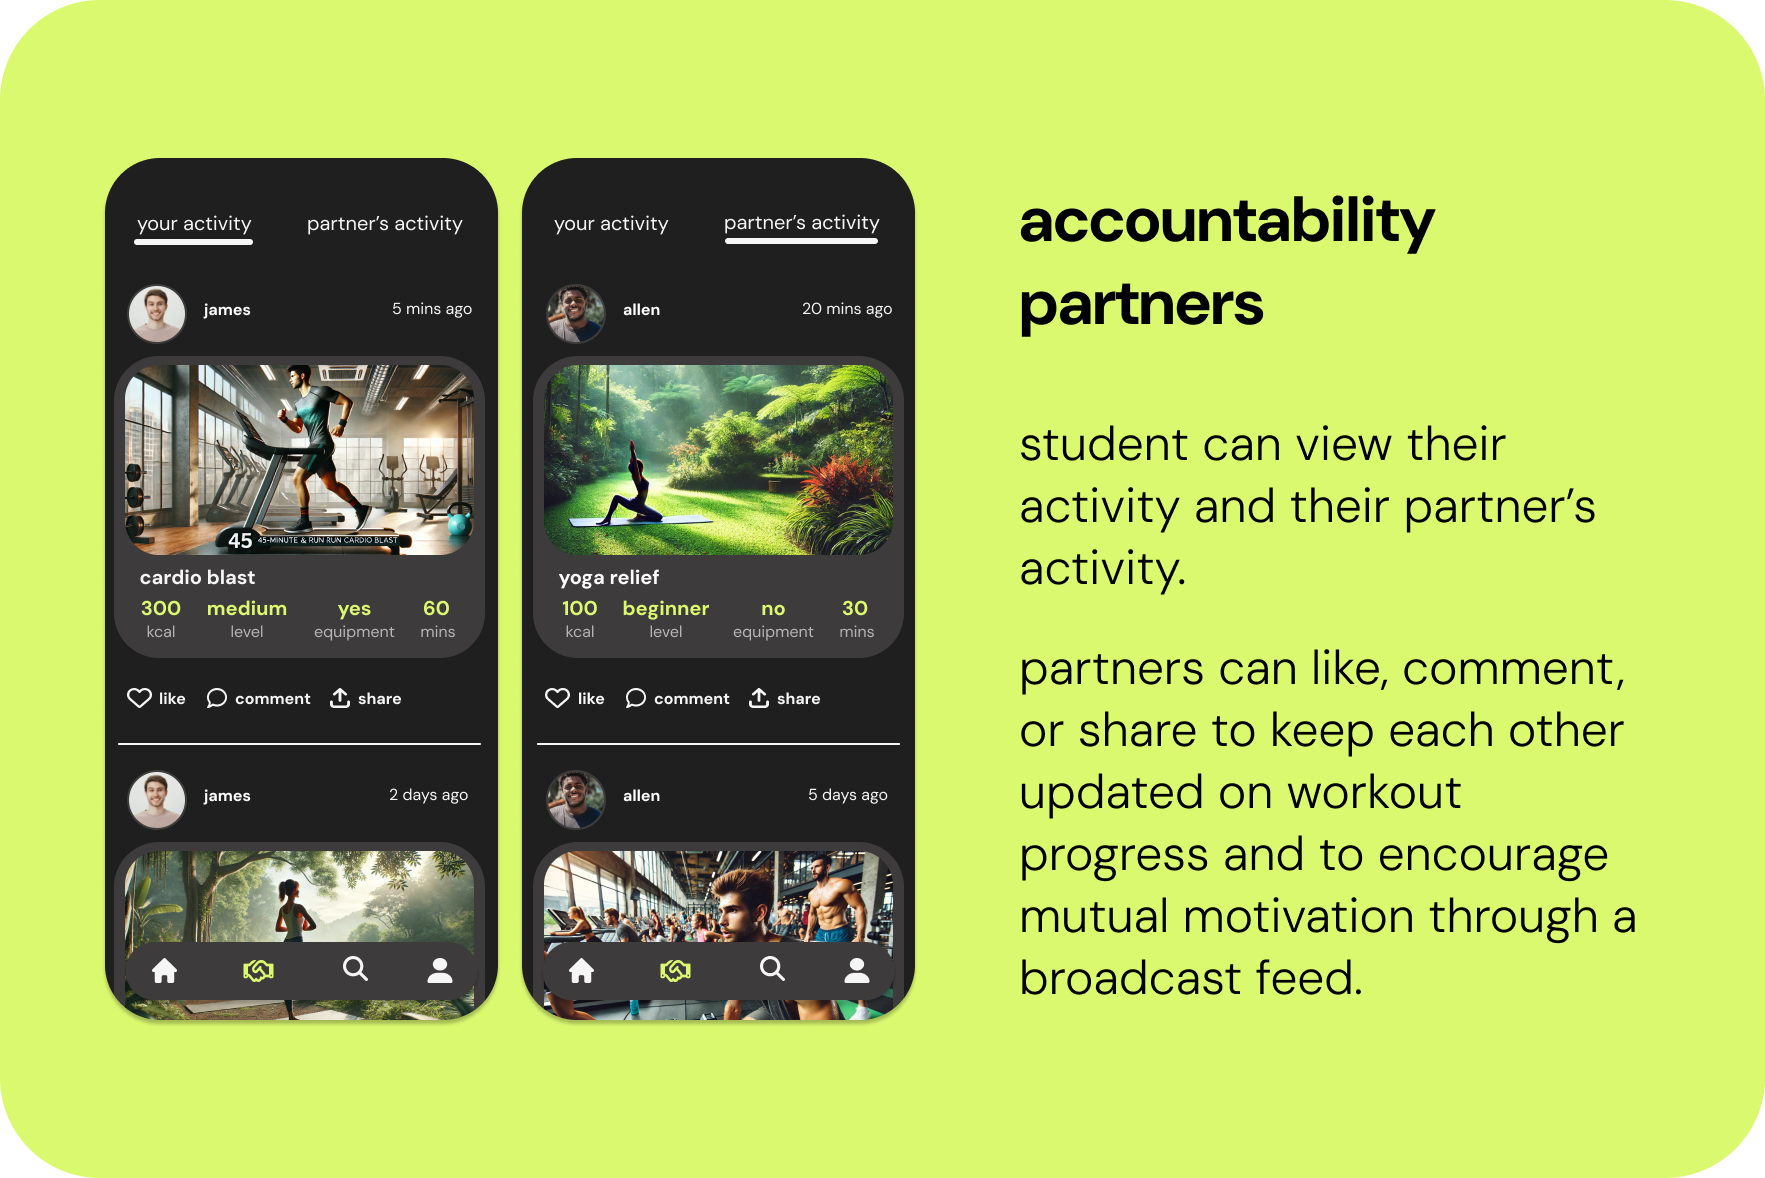 your activity partner’s activity
james 5 mins ago
45 45-MINUTE & RUN RUN CARDIO BLAST
cardio blast
300 medium yes 60
kcal level equipment mins
like comment share
james 2 days ago
your activity partner’s activity
allen 20 mins ago
yoga relief
100 beginner no 30
kcal level equipment mins
like comment share
allen 5 days ago
accountability
partners
student can view their
activity and their partner’s
activity.
partners can like, comment,
or share to keep each other
updated on workout
progress and to encourage
mutual motivation through a
broadcast feed.